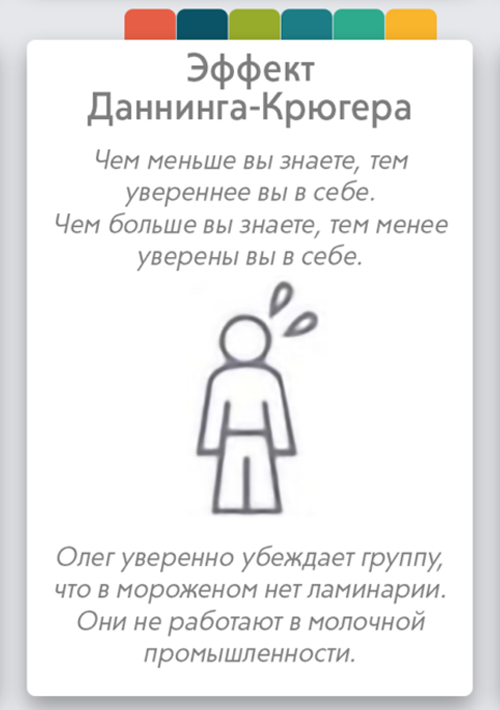 Эффект
Даннинга-Крюгера
Чем меньше вы знаете, тем
увереннее вы в себе.
Чем больше вы знаете, тем менее
уверены вы в себе.
Олег уверенно убеждает группу,
что в мороженом нет ламинарии.
Они не работают в молочной
промышленности.